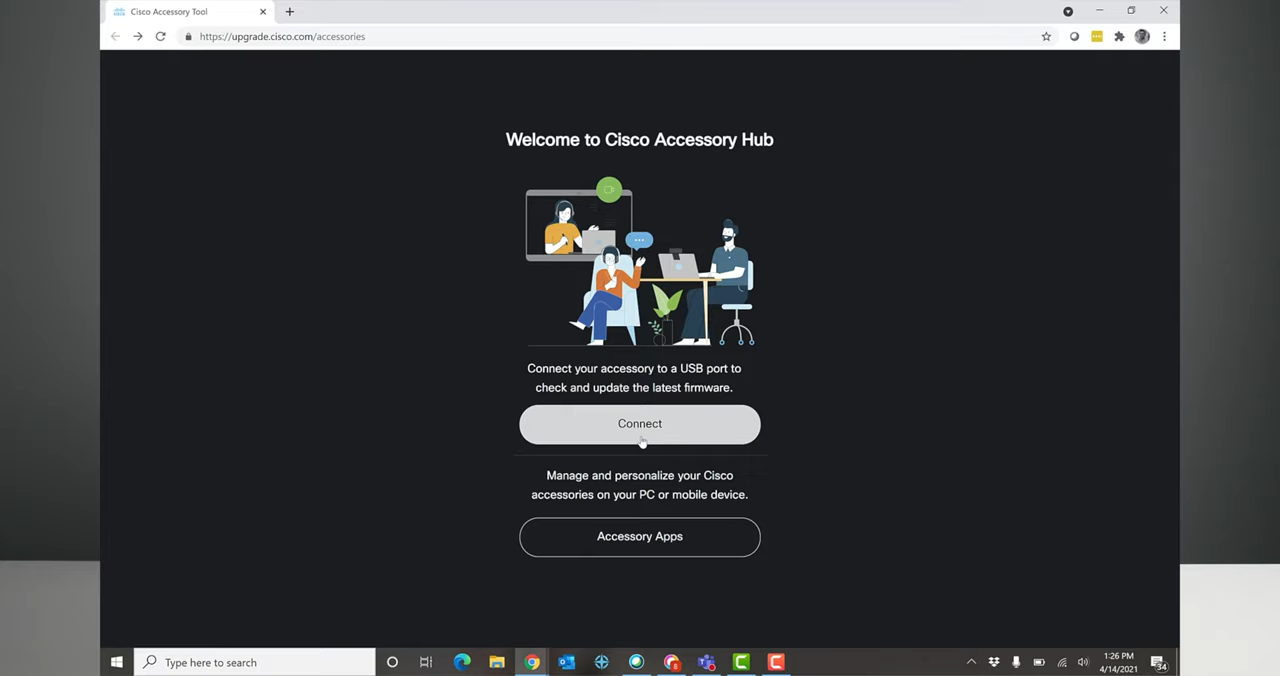 Cisco Accessory Tool
https://upgrade.cisco.com/accessories
Welcome to Cisco Accessory Hub
Connect your accessory to a USB port to
check and update the latest firmware.
Connect
Manage and personalize your Cisco
accessories on your PC or mobile device.
Accessory Apps
Type here to search
8
1:26 PM
4/14/2021
34